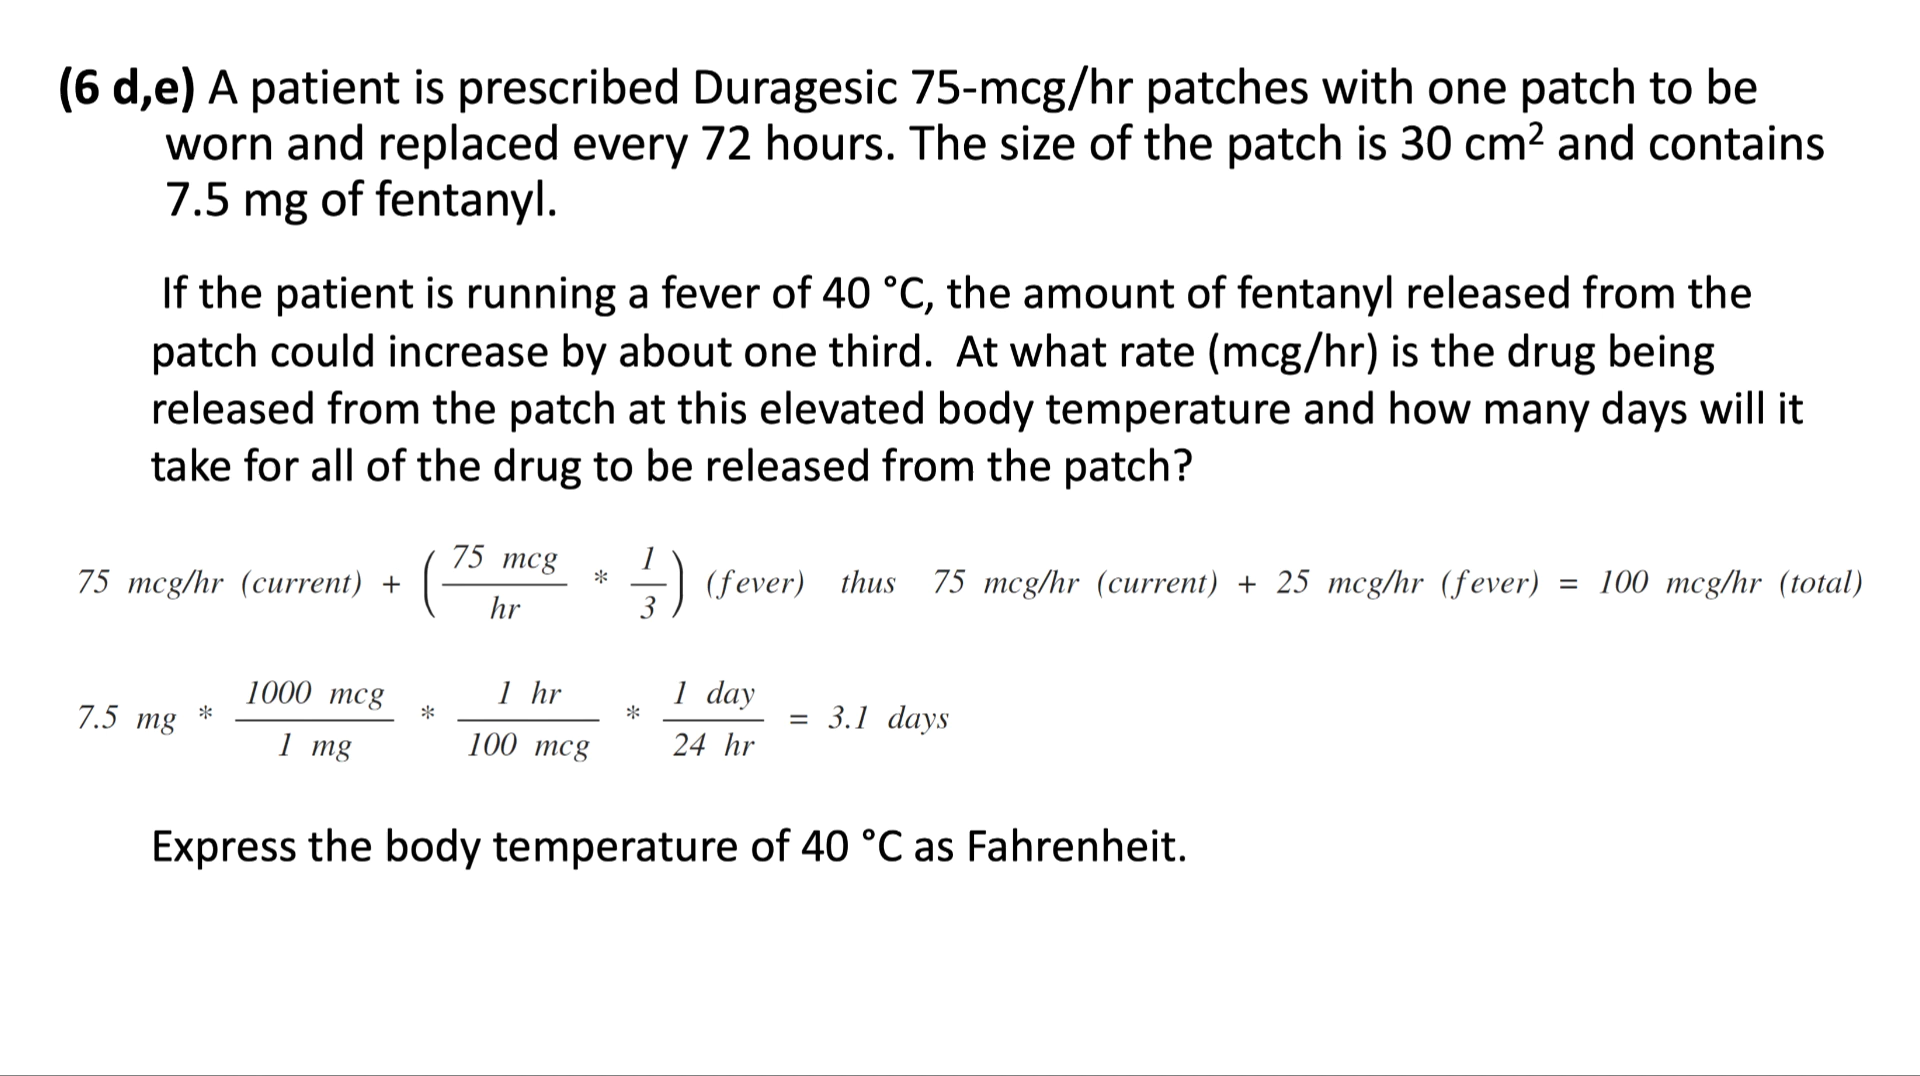 (6 d,e) A patient is prescribed Duragesic 75-mcg/hr patches with one patch to be
worn and replaced every 72 hours. The size of the patch is 30 cm² and contains
7.5 mg of fentanyl.
If the patient is running a fever of 40 °C, the amount of fentanyl released from the
patch could increase by about one third.  At what rate (mcg/hr) is the drug being
released from the patch at this elevated body temperature and how many days will it
take for all of the drug to be released from the patch?
75 mcg/hr (current) + (75 mcg/hr * 1/3) (fever) thus 75 mcg/hr (current) + 25 mcg/hr (fever) = 100 mcg/hr (total)
7.5 mg * 1000 mcg/1 mg * 1 hr/100 mcg * 1 day/24 hr = 3.1 days
Express the body temperature of 40 °C as Fahrenheit.